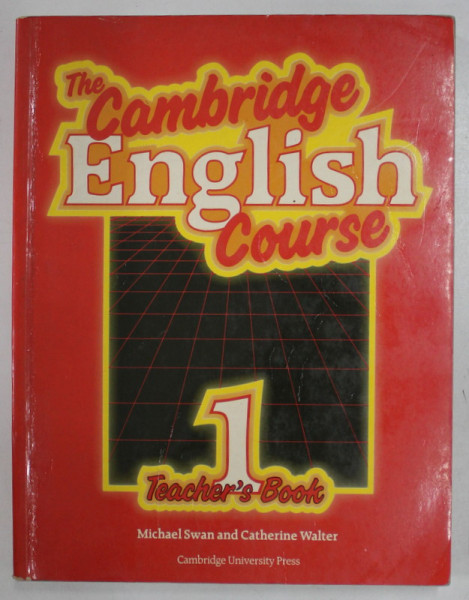 The
Cambridge
English
Course
1
Teacher's Book
Michael Swan and Catherine Walter
Cambridge University Press